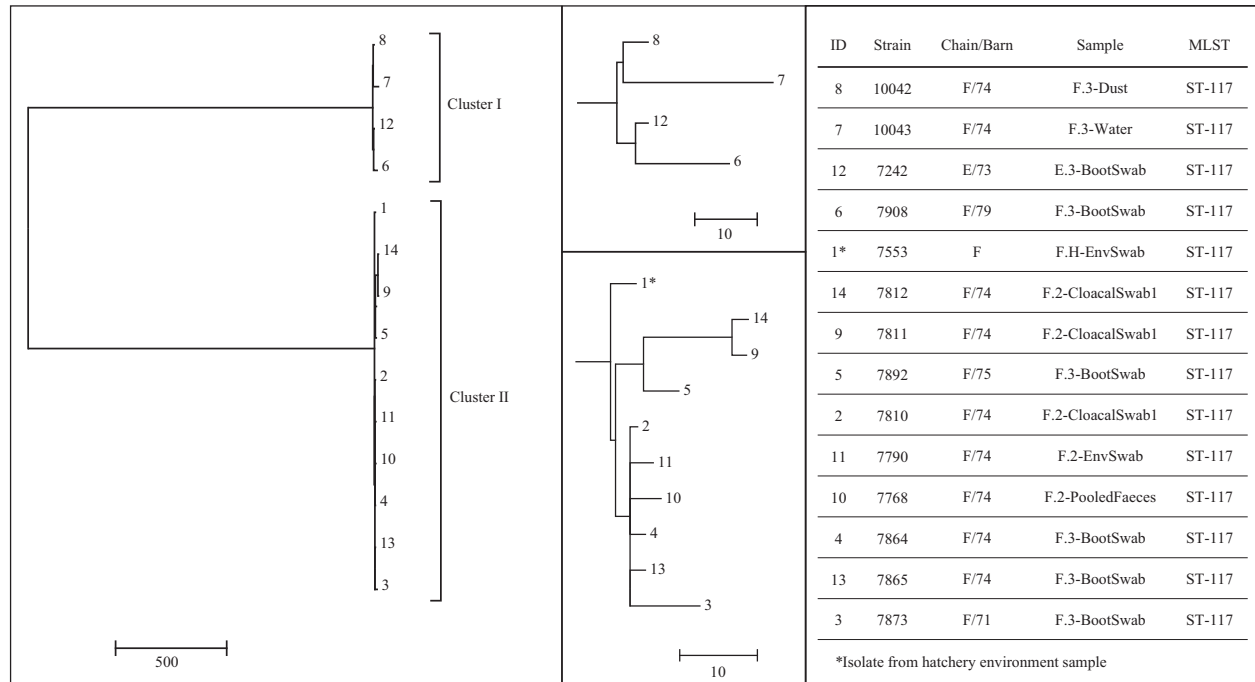 8
7
Cluster I
12
6
1
14
9
5
2
Cluster II
11
10
4
13
3
500
8
7
12
6
10
1*
14
9
5
2
11
10
4
13
3
10
ID Strain Chain/Barn Sample MLST
8 10042 F/74 F.3-Dust ST-117
7 10043 F/74 F.3-Water ST-117
12 7242 E/73 E.3-BootSwab ST-117
6 7908 F/79 F.3-BootSwab ST-117
1* 7553 F F.H-EnvSwab ST-117
14 7812 F/74 F.2-CloacalSwab1 ST-117
9 7811 F/74 F.2-CloacalSwab1 ST-117
5 7892 F/75 F.3-BootSwab ST-117
2 7810 F/74 F.2-CloacalSwab1 ST-117
11 7790 F/74 F.2-EnvSwab ST-117
10 7768 F/74 F.2-PooledFaeces ST-117
4 7864 F/74 F.3-BootSwab ST-117
13 7865 F/74 F.3-BootSwab ST-117
3 7873 F/71 F.3-BootSwab ST-117
*Isolate from hatchery environment sample